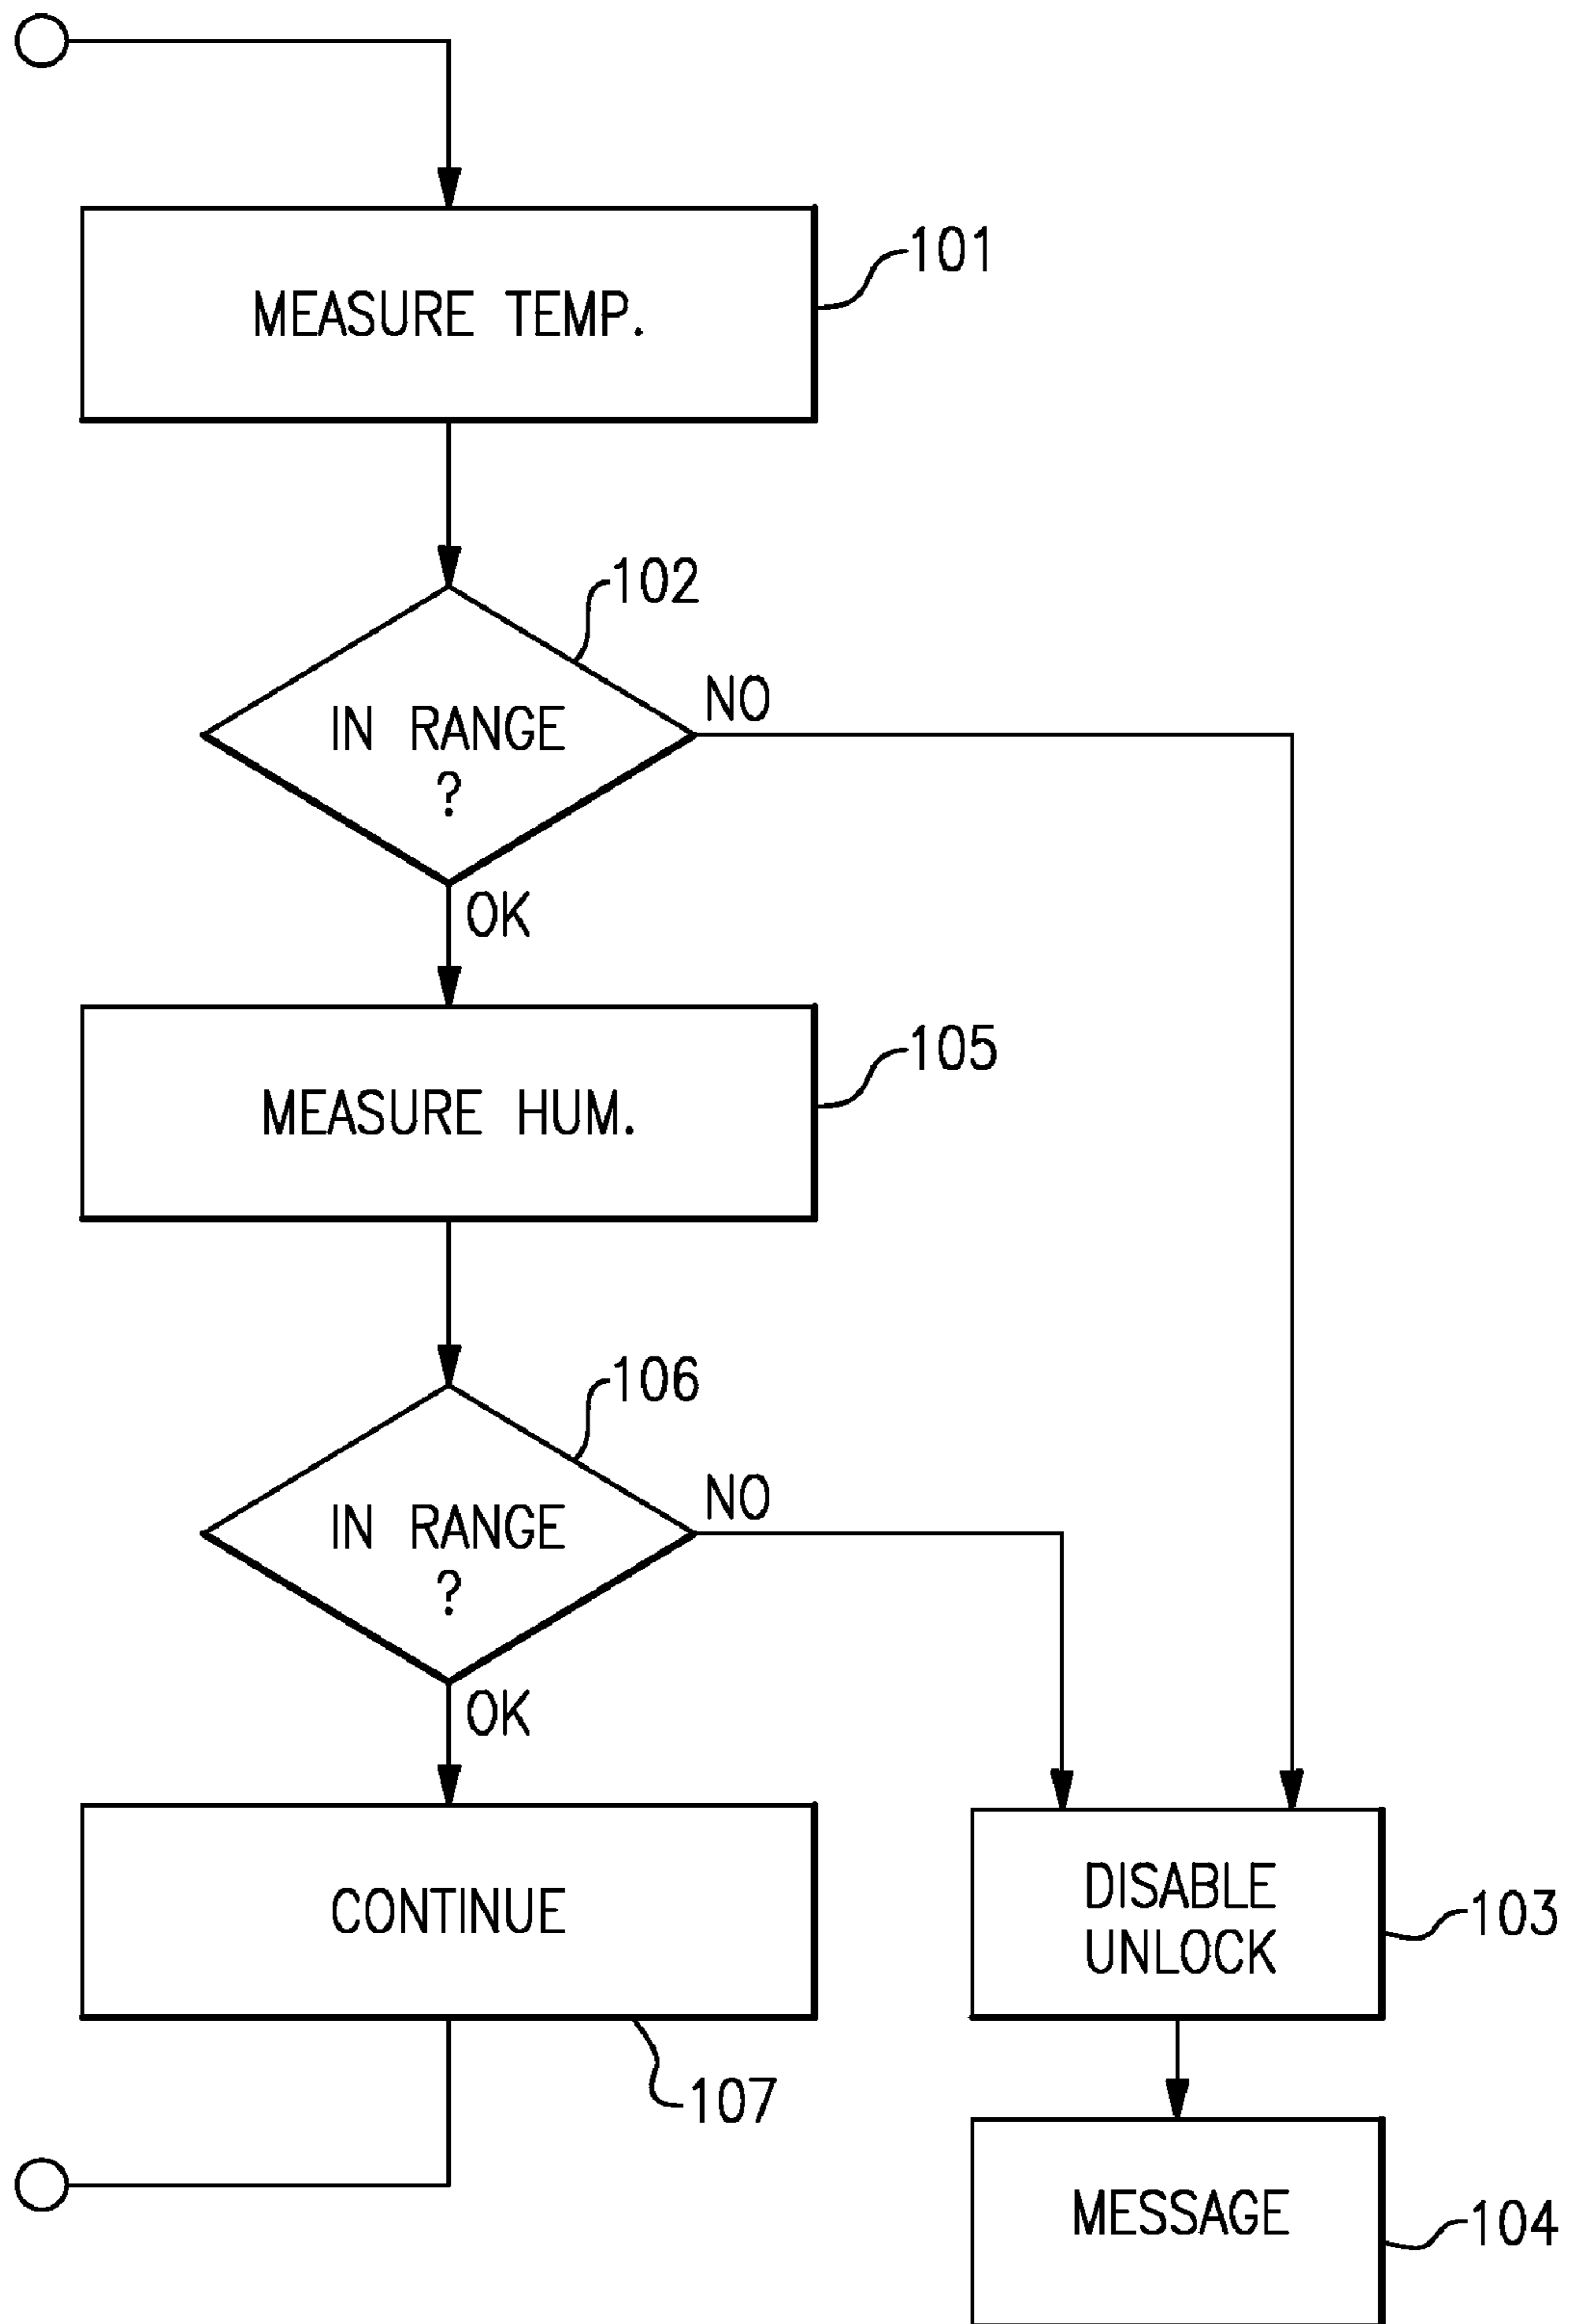 101
MEASURE TEMP.
102
NO
IN RANGE
?
OK
105
MEASURE HUM.
106
NO
IN RANGE
?
OK
CONTINUE
DISABLE
UNLOCK
103
107
MESSAGE
104